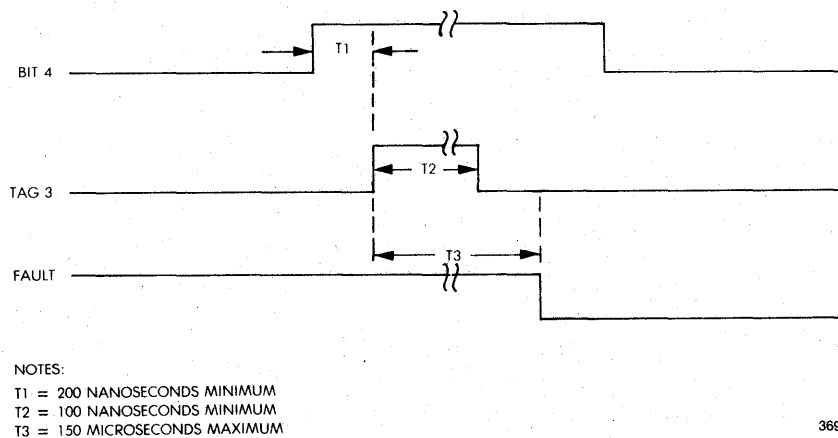 T1
BIT 4
T2
TAG 3
T3
FAULT
NOTES:
T1 = 200 NANOSECONDS MINIMUM
T2 = 100 NANOSECONDS MINIMUM
T3 = 150 MICROSECONDS MAXIMUM